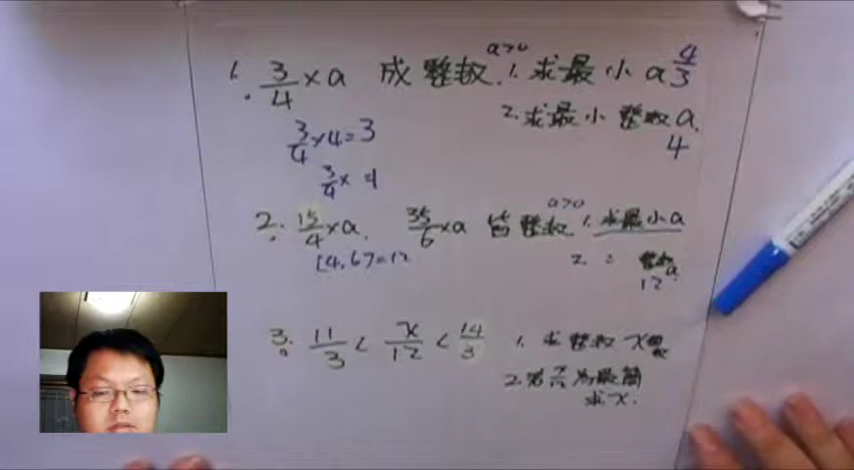 1. 3/4 × a 成 整數. a>0 1. 求最小 a 4/3
2. 求最小 整數 a.
4
3/4 × 4 = 3
3/4 ×
2. 15/4 × a. 35/6 × a 皆 整數. a>0 1. 求最小 a
[4,6] = 12
2. 整數 a
12
3. 11/3 < x/12 < 14/3 1. 求 整數 x
2. 為最簡
求 x.